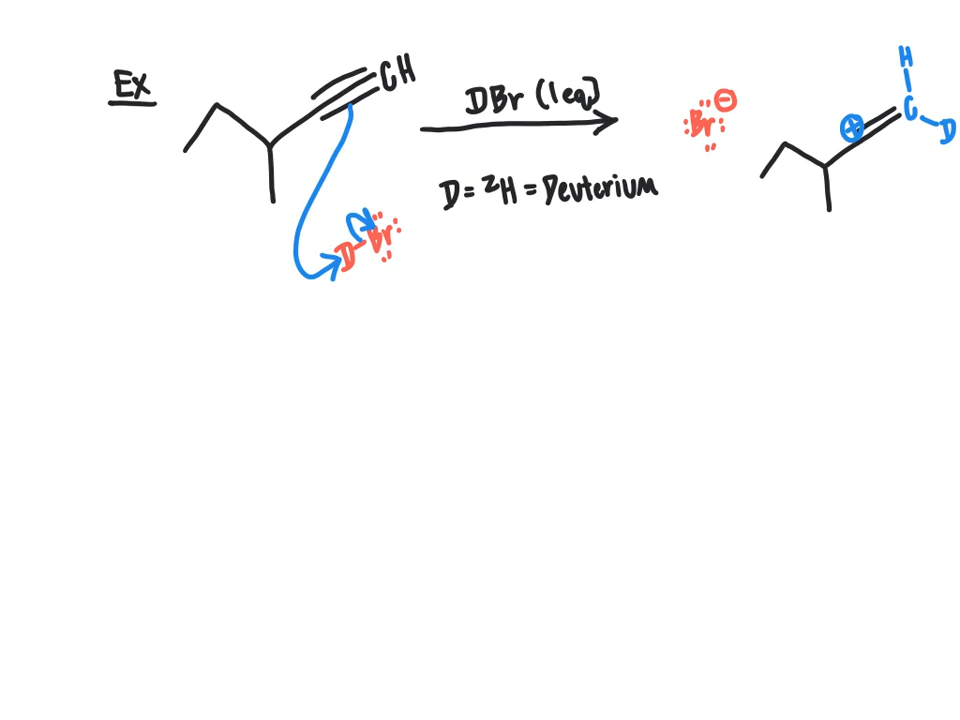 Ex
CH
DBr (1eq)
D = ²H = Deuterium
D-Br
:Br: ⊖
⊕
H
C
D